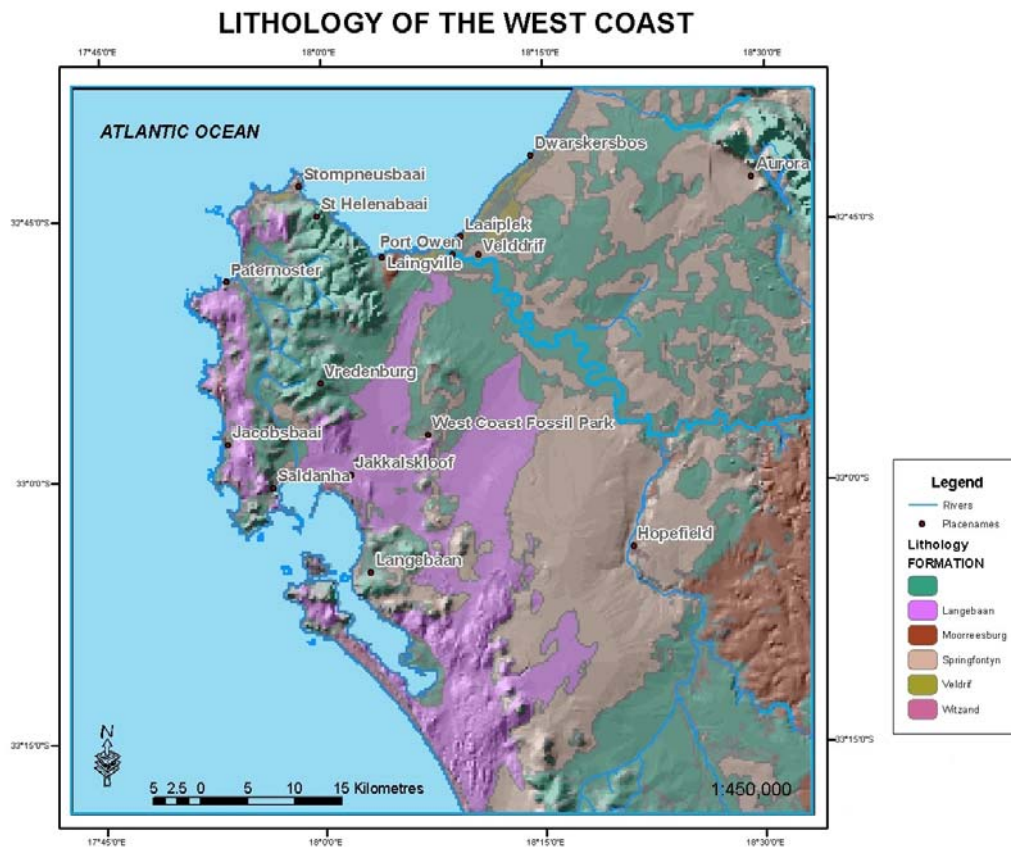 LITHOLOGY OF THE WEST COAST
17°45'0"E
18°0'0"E
18°15'0"E
18°30'0"E
ATLANTIC OCEAN
Dwarskersbos
Aurora
Stompneusbaai
St Helenabaai
32°45'0"S
32°45'0"S
Laaiplek
Port Owen
Velddrif
Laingville
Paternoster
Vredenburg
West Coast Fossil Park
Jacobsbaai
Jakkalskloof
Saldanha
33°0'0"S
33°0'0"S
Hopefield
Langebaan
Legend
Rivers
Placenames
Lithology
FORMATION
Langebaan
Moorreesburg
Springfontyn
Veldrif
Witzand
33°15'0"S
33°15'0"S
N
5 2.5 0 5 10 15 Kilometres
1:450,000
17°45'0"E
18°0'0"E
18°15'0"E
18°30'0"E